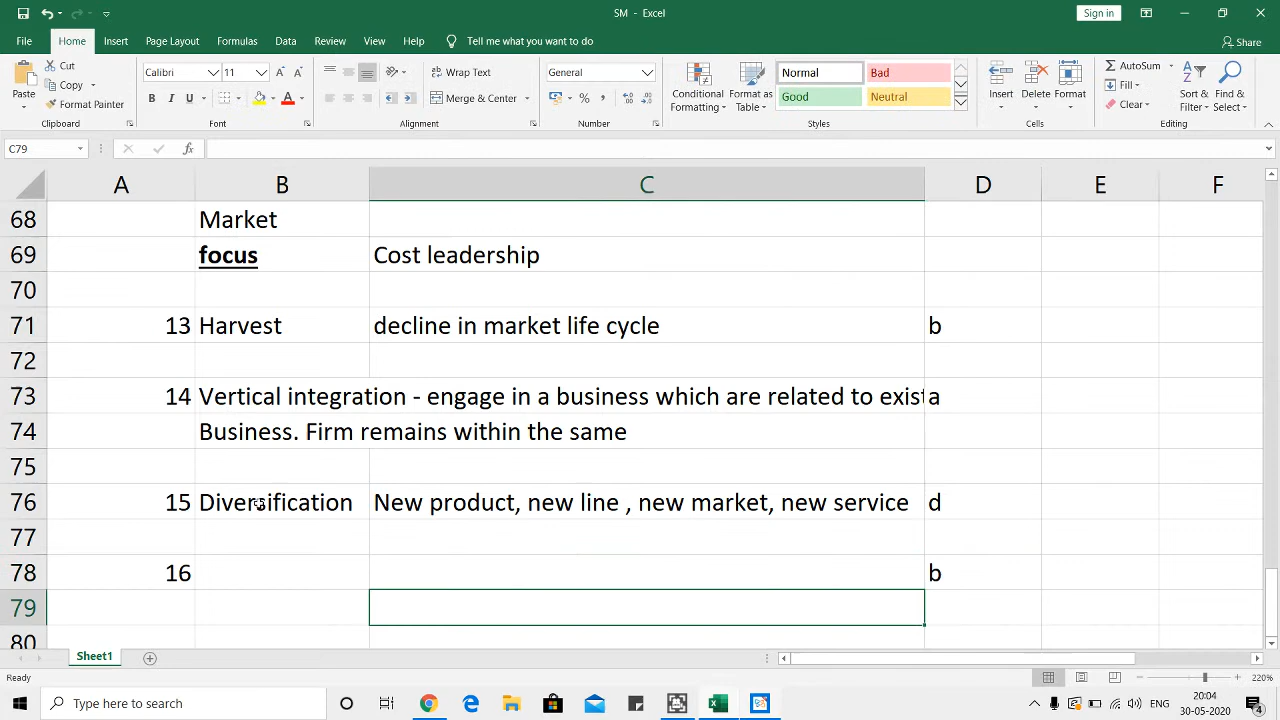 SM - Excel
Sign in
File Home Insert Page Layout Formulas Data Review View Help Tell me what you want to do Share
Paste
Cut
Copy
Format Painter
Clipboard
Calibri 11
B I U
Font
Wrap Text
Merge & Center
Alignment
General
Number
Conditional Formatting
Format as Table
Normal Bad
Good Neutral
Styles
Insert Delete Format
Cells
AutoSum
Fill
Clear
Sort & Filter
Find & Select
Editing
C79
A B C D E F
68 Market
69 focus Cost leadership
70
71 13 Harvest decline in market life cycle b
72
73 14 Vertical integration - engage in a business which are related to exist a
74 Business. Firm remains within the same
75
76 15 Diversification New product, new line , new market, new service d
77
78 16 b
79
80
Sheet1
Ready 220%
Type here to search
ENG
20:04
30-05-2020
4